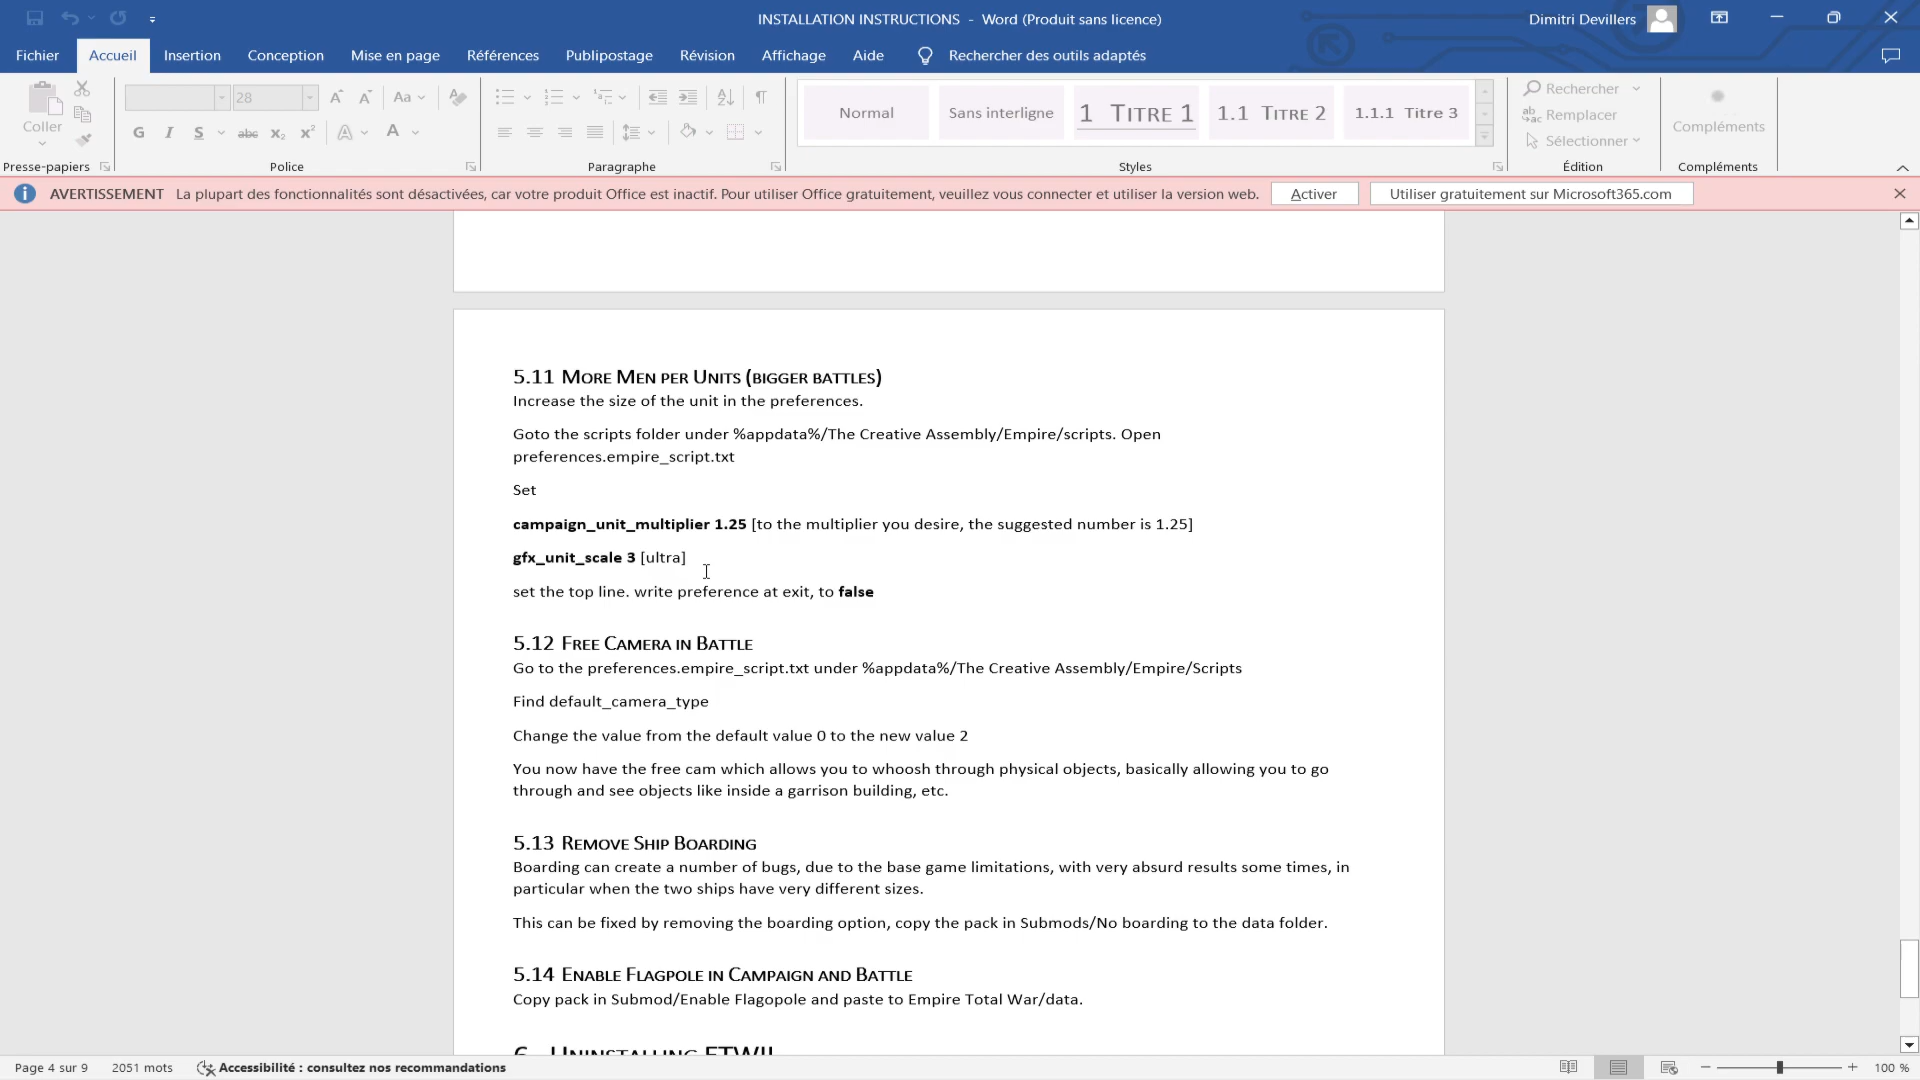 INSTALLATION INSTRUCTIONS - Word (Produit sans licence)
Dimitri Devillers
Fichier Accueil Insertion Conception Mise en page Références Publipostage Révision Affichage Aide Rechercher des outils adaptés
Coller
28
Aa
G I S abc x₂ x² A A
Normal
Sans interligne
1 TITRE 1
1.1 TITRE 2
1.1.1 Titre 3
Rechercher
Remplacer
Sélectionner
Compléments
Presse-papiers Police Paragraphe Styles Édition Compléments
AVERTISSEMENT La plupart des fonctionnalités sont désactivées, car votre produit Office est inactif. Pour utiliser Office gratuitement, veuillez vous connecter et utiliser la version web. Activer Utiliser gratuitement sur Microsoft365.com
5.11 MORE MEN PER UNITS (BIGGER BATTLES)
Increase the size of the unit in the preferences.
Goto the scripts folder under %appdata%/The Creative Assembly/Empire/scripts. Open
preferences.empire_script.txt
Set
campaign_unit_multiplier 1.25 [to the multiplier you desire, the suggested number is 1.25]
gfx_unit_scale 3 [ultra]
set the top line. write preference at exit, to false
5.12 FREE CAMERA IN BATTLE
Go to the preferences.empire_script.txt under %appdata%/The Creative Assembly/Empire/Scripts
Find default_camera_type
Change the value from the default value 0 to the new value 2
You now have the free cam which allows you to whoosh through physical objects, basically allowing you to go
through and see objects like inside a garrison building, etc.
5.13 REMOVE SHIP BOARDING
Boarding can create a number of bugs, due to the base game limitations, with very absurd results some times, in
particular when the two ships have very different sizes.
This can be fixed by removing the boarding option, copy the pack in Submods/No boarding to the data folder.
5.14 ENABLE FLAGPOLE IN CAMPAIGN AND BATTLE
Copy pack in Submod/Enable Flagopole and paste to Empire Total War/data.
6 UNINSTALLING ETWII
Page 4 sur 9 2051 mots Accessibilité : consultez nos recommandations 100 %